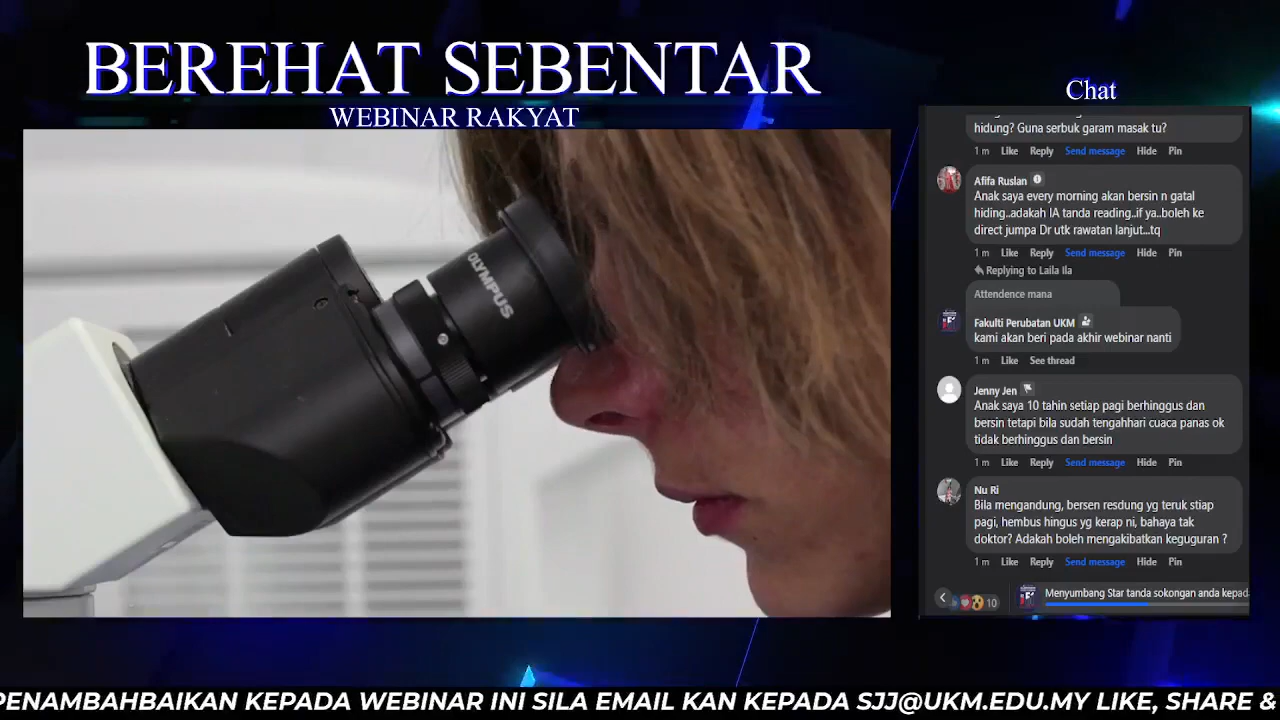 BEREHAT SEBENTAR
WEBINAR RAKYAT
OLYMPUS
Chat
hidung? Guna serbuk garam masak tu?
1 m Like Reply Send message Hide Pin
Afifa Ruslan
Anak saya every morning akan bersin n gatal
hiding..adakah IA tanda reading..if ya..boleh ke
direct jumpa Dr utk rawatan lanjut...tq
1 m Like Reply Send message Hide Pin
Replying to Laila Ila
Attendence mana
Fakulti Perubatan UKM
kami akan beri pada akhir webinar nanti
1 m Like See thread
Jenny Jen
Anak saya 10 tahin setiap pagi berhinggus dan
bersin tetapi bila sudah tengahhari cuaca panas ok
tidak berhinggus dan bersin
1 m Like Reply Send message Hide Pin
Nu Ri
Bila mengandung, bersen resdung yg teruk stiap
pagi, hembus hingus yg kerap ni, bahaya tak
doktor? Adakah boleh mengakibatkan keguguran ?
1 m Like Reply Send message Hide Pin
10
Menyumbang Star tanda sokongan anda kepad
PENAMBAHBAIKAN KEPADA WEBINAR INI SILA EMAIL KAN KEPADA SJJ@UKM.EDU.MY LIKE, SHARE &